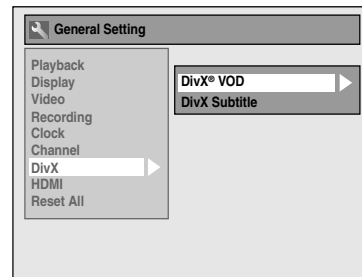 General Setting
Playback
Display
Video
Recording
Clock
Channel
DivX
HDMI
Reset All
DivX® VOD
DivX Subtitle